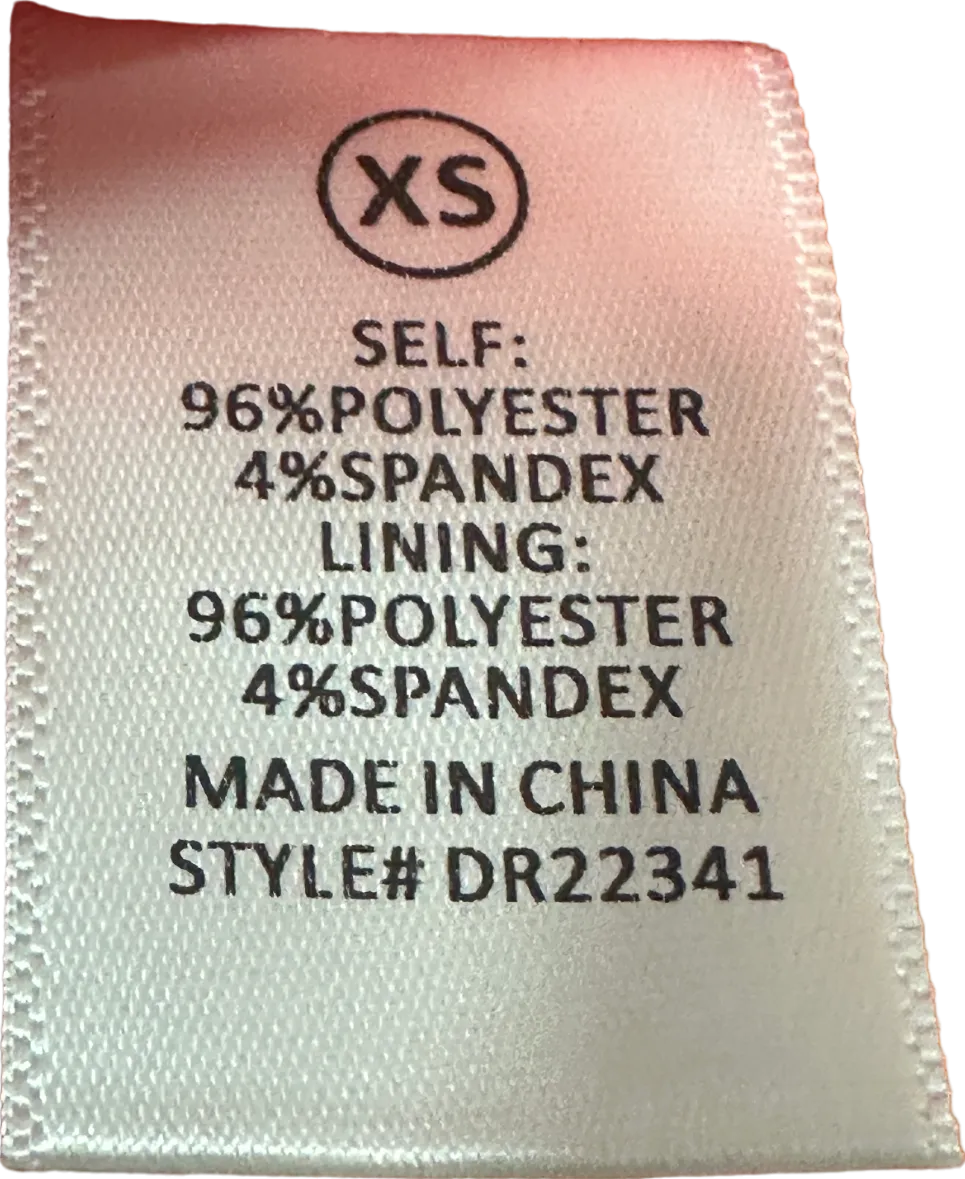 XS
SELF:
96%POLYESTER
4%SPANDEX
LINING:
96%POLYESTER
4%SPANDEX
MADE IN CHINA
STYLE# DR22341